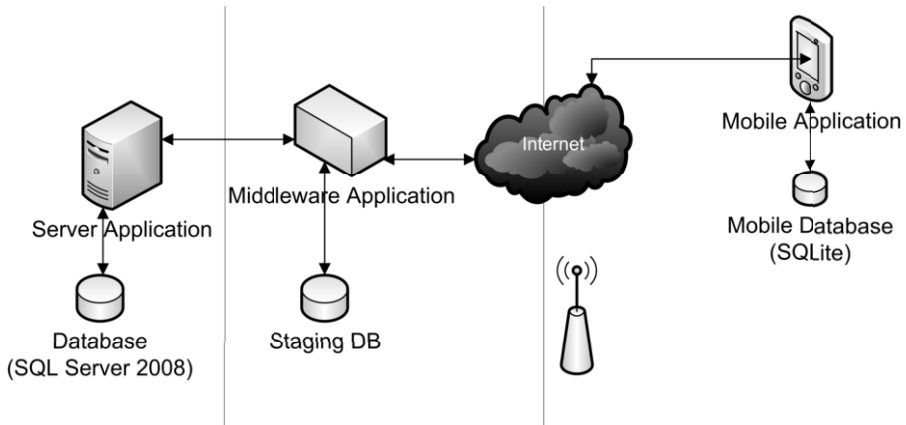 Server Application
Database
(SQL Server 2008)
Middleware Application
Staging DB
Internet
Mobile Application
Mobile Database
(SQLite)